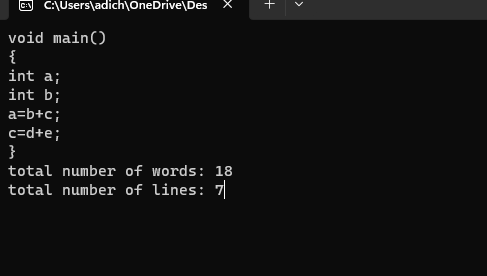 C:\Users\adich\OneDrive\Des
void main()
{
int a;
int b;
a=b+c;
c=d+e;
}
total number of words: 18
total number of lines: 7